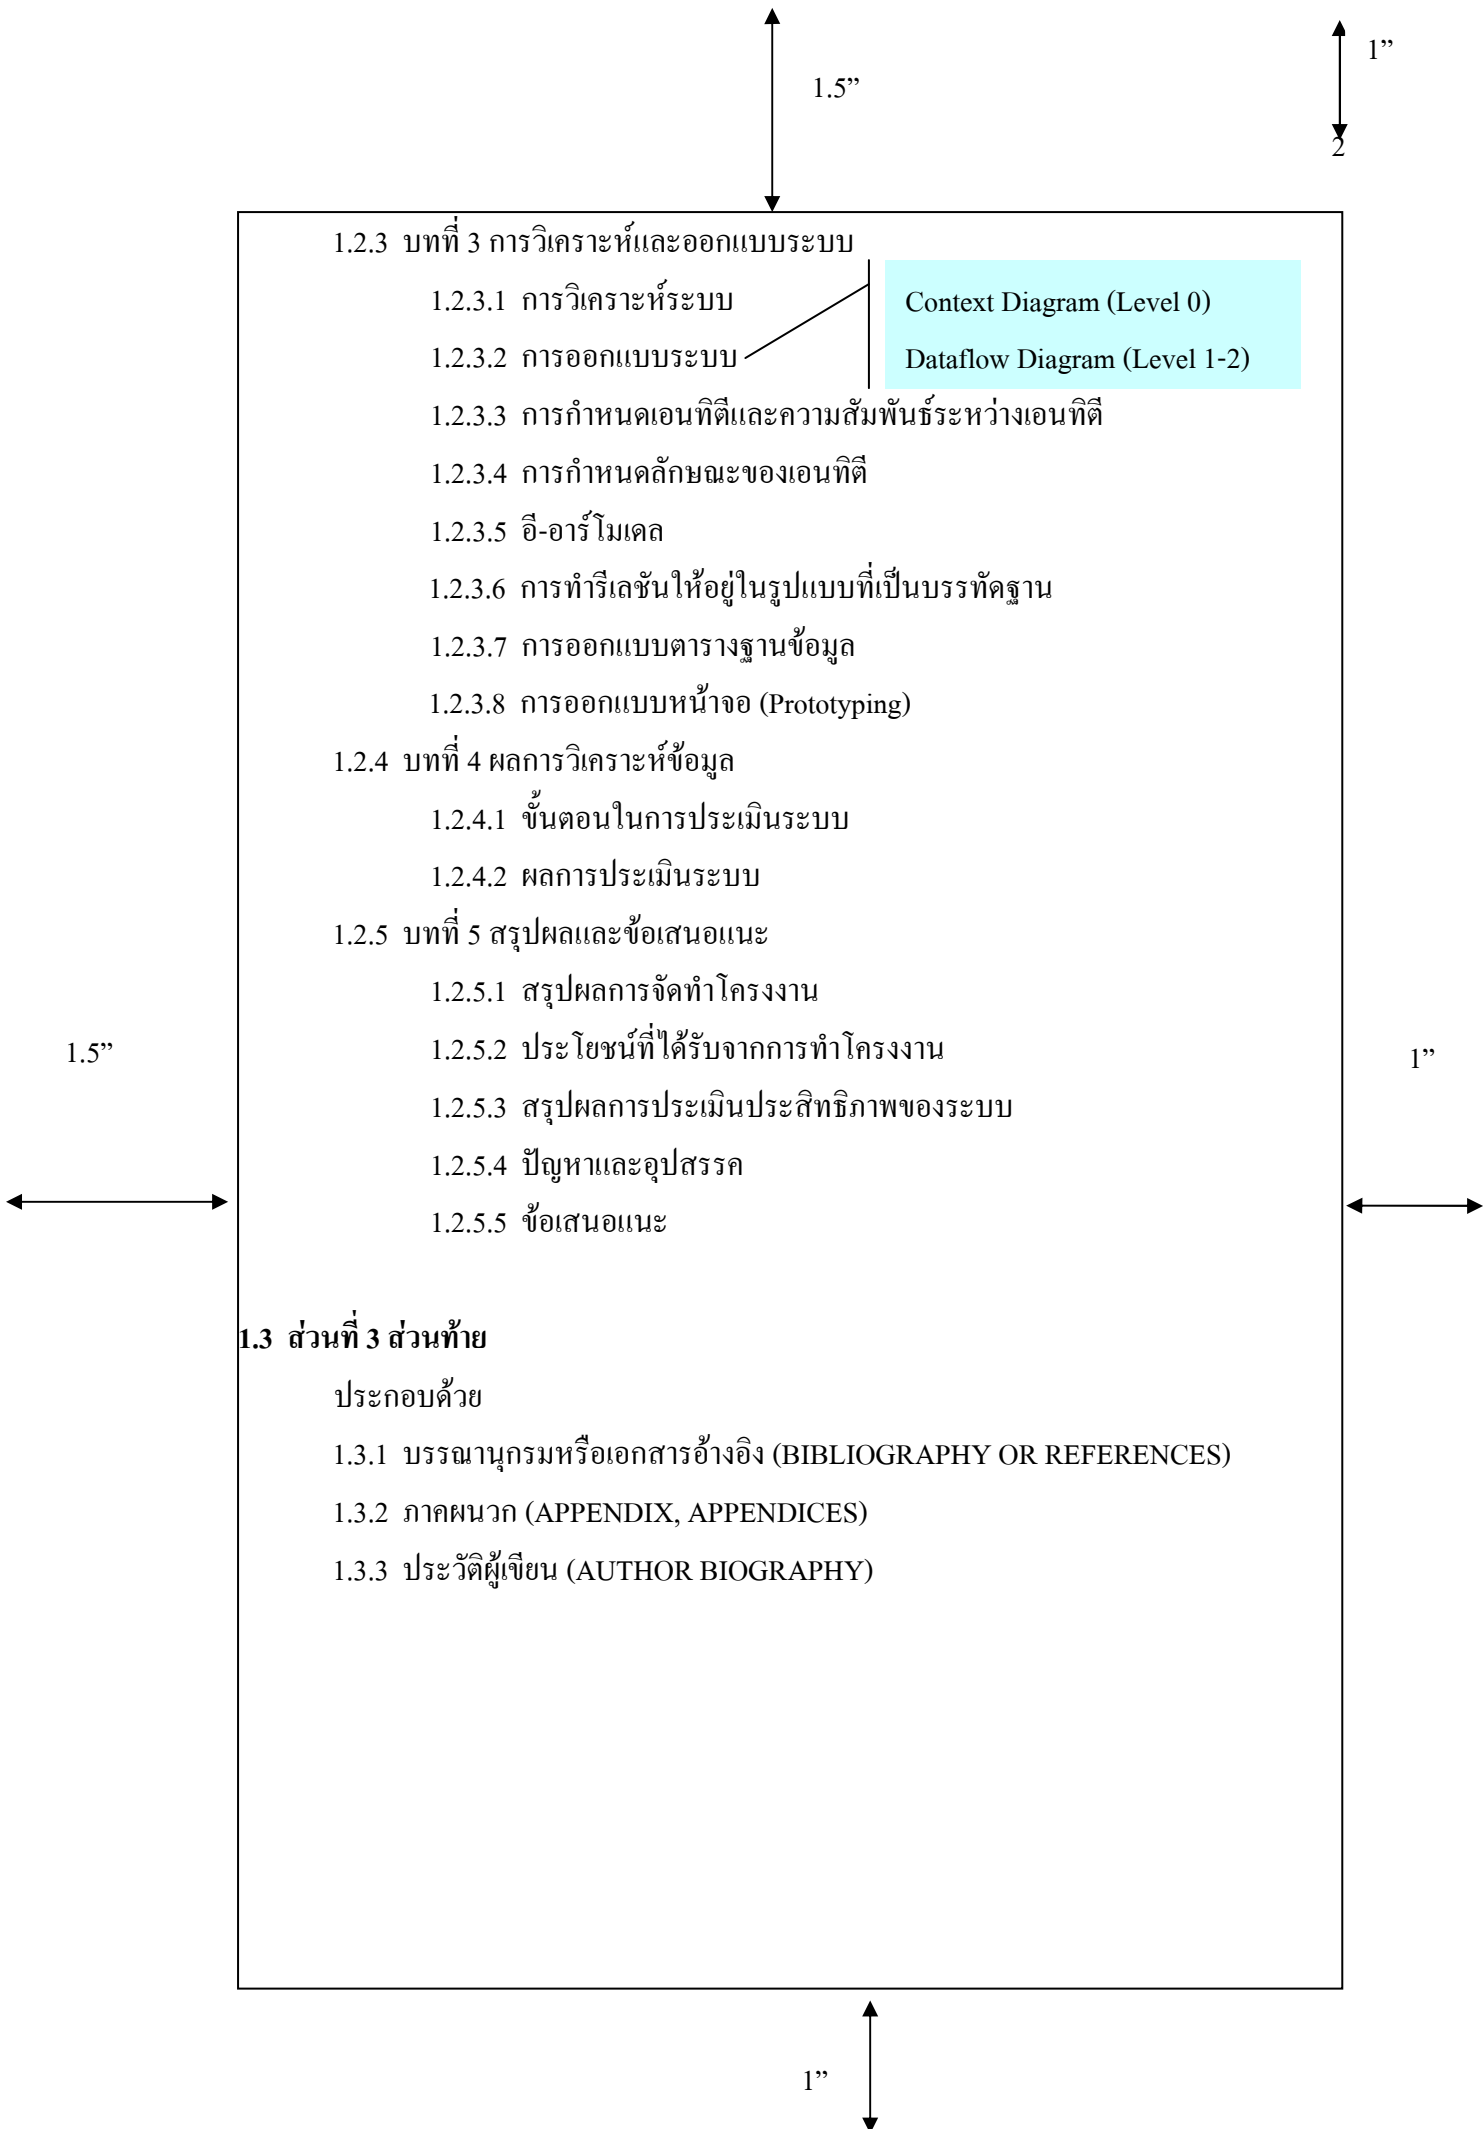 1”
1.5”
2
1.2.3 บทที่ 3 การวิเคราะห์และออกแบบระบบ
1.2.3.1 การวิเคราะห์ระบบ
Context Diagram (Level 0)
1.2.3.2 การออกแบบระบบ
Dataflow Diagram (Level 1-2)
1.2.3.3 การกำหนดเอนทิตีและความสัมพันธ์ระหว่างเอนทิตี
1.2.3.4 การกำหนดลักษณะของเอนทิตี
1.2.3.5 อี-อาร์โมเดล
1.2.3.6 การทำรีเลชันให้อยู่ในรูปแบบที่เป็นบรรทัดฐาน
1.2.3.7 การออกแบบตารางฐานข้อมูล
1.2.3.8 การออกแบบหน้าจอ (Prototyping)
1.2.4 บทที่ 4 ผลการวิเคราะห์ข้อมูล
1.2.4.1 ขั้นตอนในการประเมินระบบ
1.2.4.2 ผลการประเมินระบบ
1.2.5 บทที่ 5 สรุปผลและข้อเสนอแนะ
1.2.5.1 สรุปผลการจัดทำโครงงาน
1.2.5.2 ประโยชน์ที่ได้รับจากการทำโครงงาน
1.5”
1”
1.2.5.3 สรุปผลการประเมินประสิทธิภาพของระบบ
1.2.5.4 ปัญหาและอุปสรรค
1.2.5.5 ข้อเสนอแนะ
1.3 ส่วนที่ 3 ส่วนท้าย
ประกอบด้วย
1.3.1 บรรณานุกรมหรือเอกสารอ้างอิง (BIBLIOGRAPHY OR REFERENCES)
1.3.2 ภาคผนวก (APPENDIX, APPENDICES)
1.3.3 ประวัติผู้เขียน (AUTHOR BIOGRAPHY)
1”